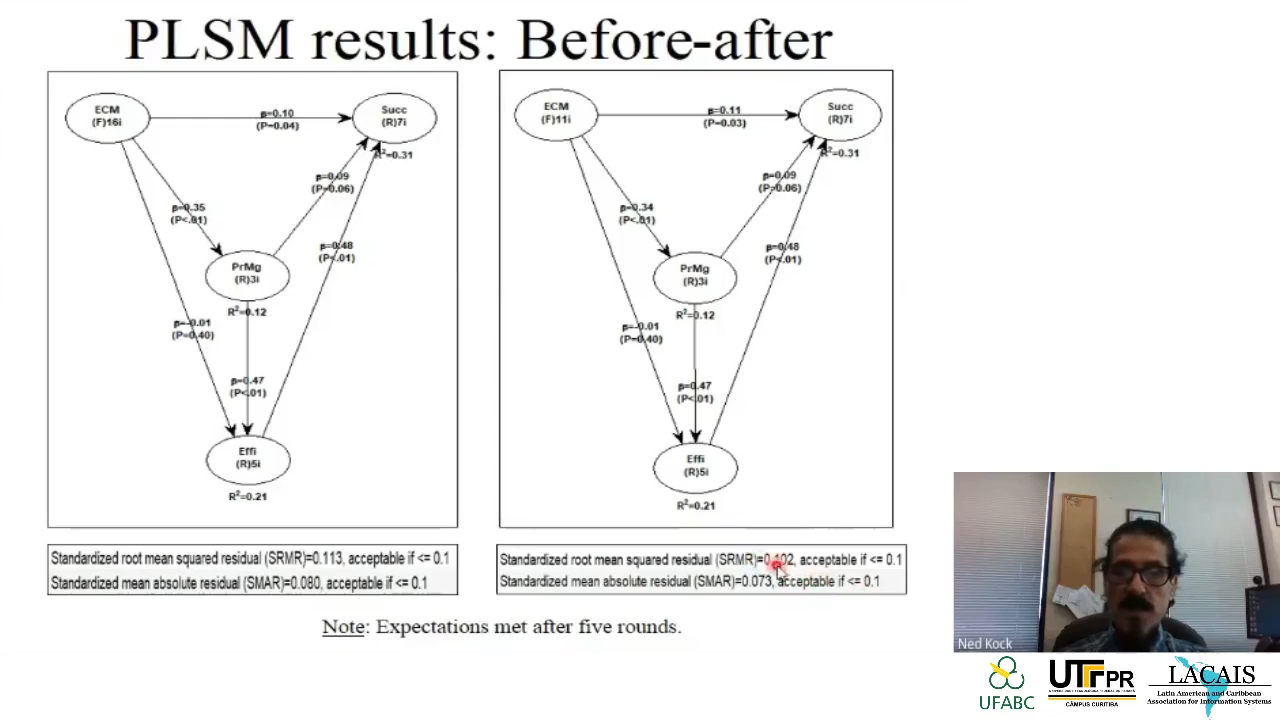 PLSM results: Before-after
ECM
(F)16i
β=0.10
(P=0.04)
Succ
(R)7i
R²=0.31
β=0.09
(P=0.06)
β=0.35
(P<.01)
β=0.48
(P<.01)
PrMg
(R)3i
R²=0.12
β=-0.01
(P=0.40)
β=0.47
(P<.01)
Effi
(R)5i
R²=0.21
Standardized root mean squared residual (SRMR)=0.113, acceptable if <= 0.1
Standardized mean absolute residual (SMAR)=0.080, acceptable if <= 0.1
ECM
(F)11i
β=0.11
(P=0.03)
Succ
(R)7i
R²=0.31
β=0.09
(P=0.06)
β=0.34
(P<.01)
β=0.48
(P<.01)
PrMg
(R)3i
R²=0.12
β=-0.01
(P=0.40)
β=0.47
(P<.01)
Effi
(R)5i
R²=0.21
Standardized root mean squared residual (SRMR)=0.102, acceptable if <= 0.1
Standardized mean absolute residual (SMAR)=0.073, acceptable if <= 0.1
Note: Expectations met after five rounds.
Ned Kock
UFABC
UTFPR
CÂMPUS CURITIBA
LACAIS
Latin American and Caribbean
Association for Information Systems